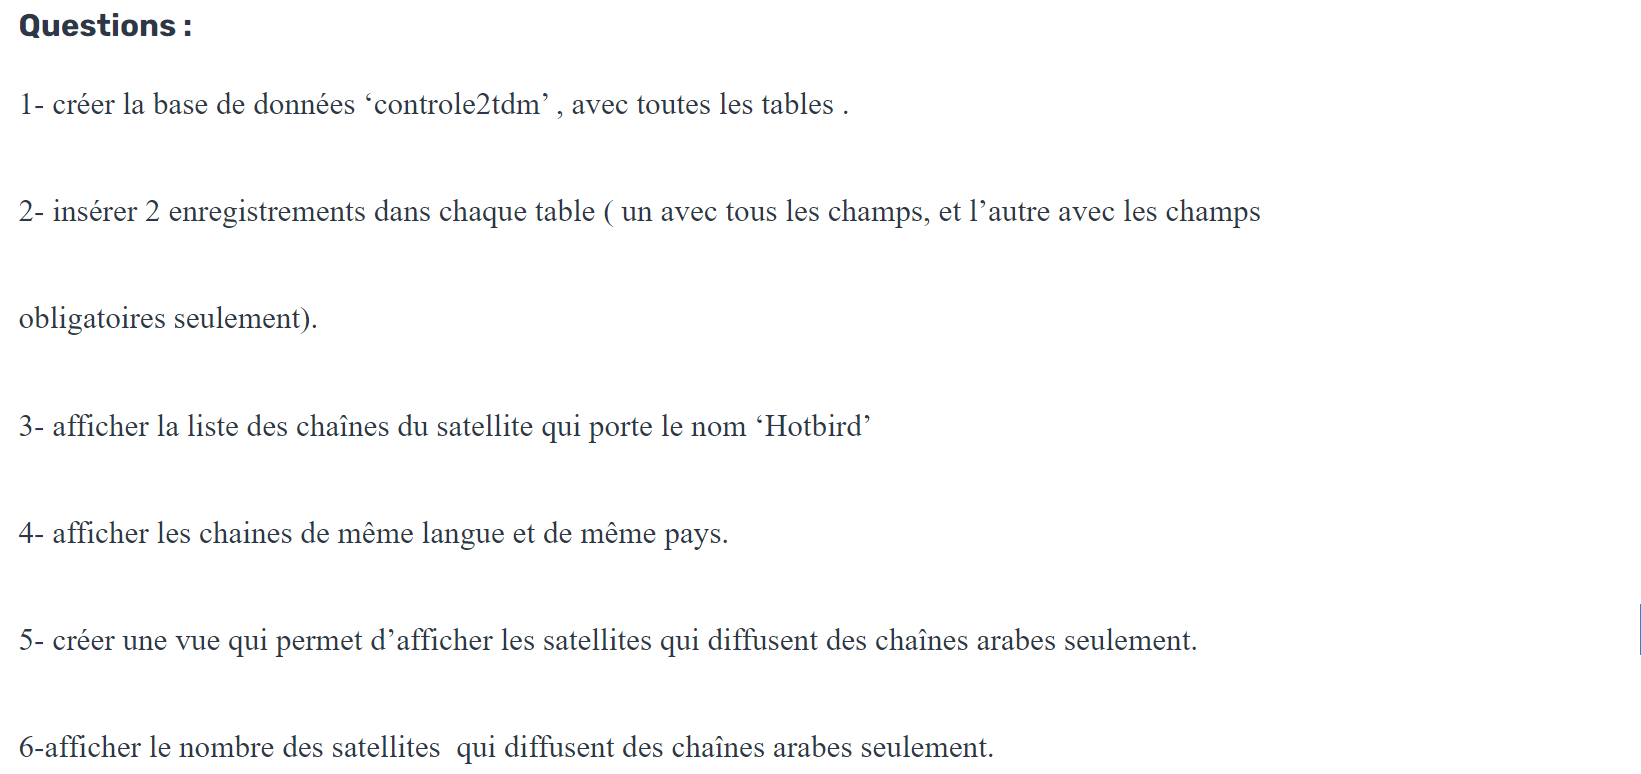 Questions :
1- créer la base de données ‘controle2tdm’ , avec toutes les tables .
2- insérer 2 enregistrements dans chaque table ( un avec tous les champs, et l’autre avec les champs
obligatoires seulement).
3- afficher la liste des chaînes du satellite qui porte le nom ‘Hotbird’
4- afficher les chaines de même langue et de même pays.
5- créer une vue qui permet d’afficher les satellites qui diffusent des chaînes arabes seulement.
6-afficher le nombre des satellites  qui diffusent des chaînes arabes seulement.